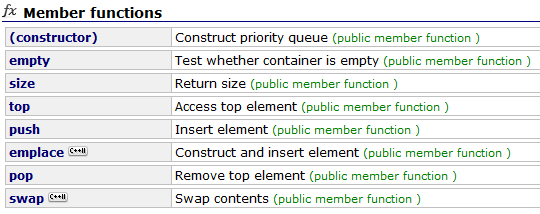 fx Member functions
(constructor) Construct priority queue (public member function )
empty Test whether container is empty (public member function )
size Return size (public member function )
top Access top element (public member function )
push Insert element (public member function )
emplace C++11 Construct and insert element (public member function )
pop Remove top element (public member function )
swap C++11 Swap contents (public member function )